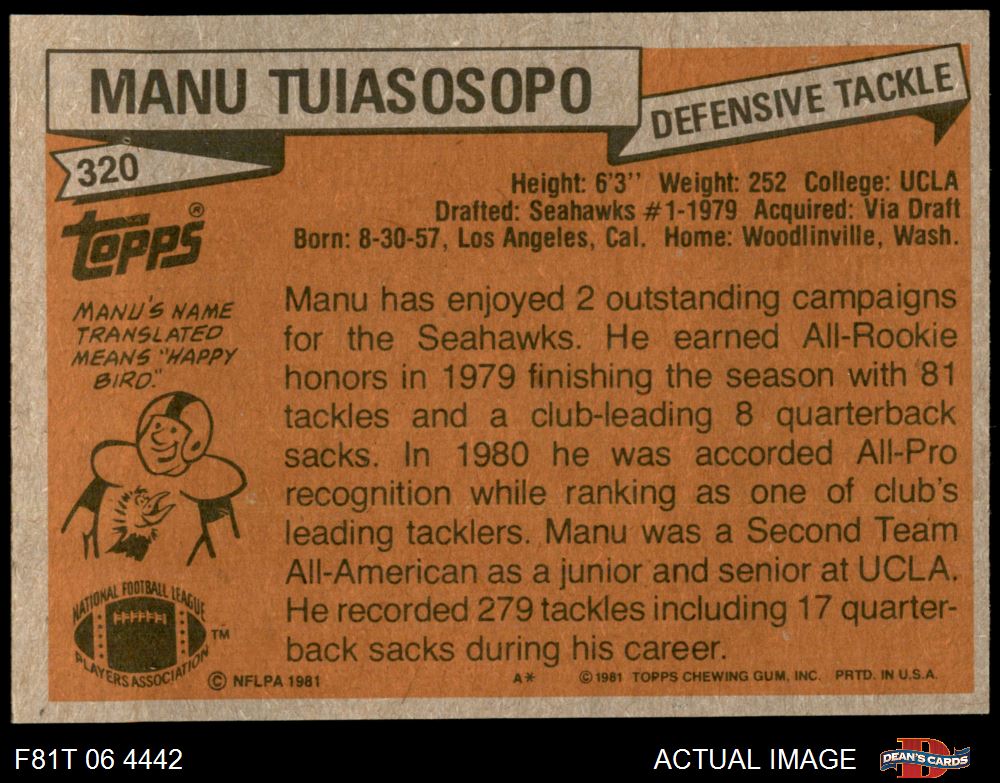 MANU TUIASOSOPO
DEFENSIVE TACKLE
320
Topps®
Height: 6'3'' Weight: 252 College: UCLA
Drafted: Seahawks #1-1979 Acquired: Via Draft
Born: 8-30-57, Los Angeles, Cal. Home: Woodlinville, Wash.
MANU'S NAME
TRANSLATED
MEANS "HAPPY
BIRD."
Manu has enjoyed 2 outstanding campaigns
for the Seahawks. He earned All-Rookie
honors in 1979 finishing the season with 81
tackles and a club-leading 8 quarterback
sacks. In 1980 he was accorded All-Pro
recognition while ranking as one of club's
leading tacklers. Manu was a Second Team
All-American as a junior and senior at UCLA.
He recorded 279 tackles including 17 quarter-
back sacks during his career.
NATIONAL FOOTBALL LEAGUE
PLAYERS ASSOCIATION
TM
© NFLPA 1981
A* © 1981 TOPPS CHEWING GUM, INC. PRTD. IN U.S.A.
F81T 06 4442
ACTUAL IMAGE
D
DEAN'S CARDS